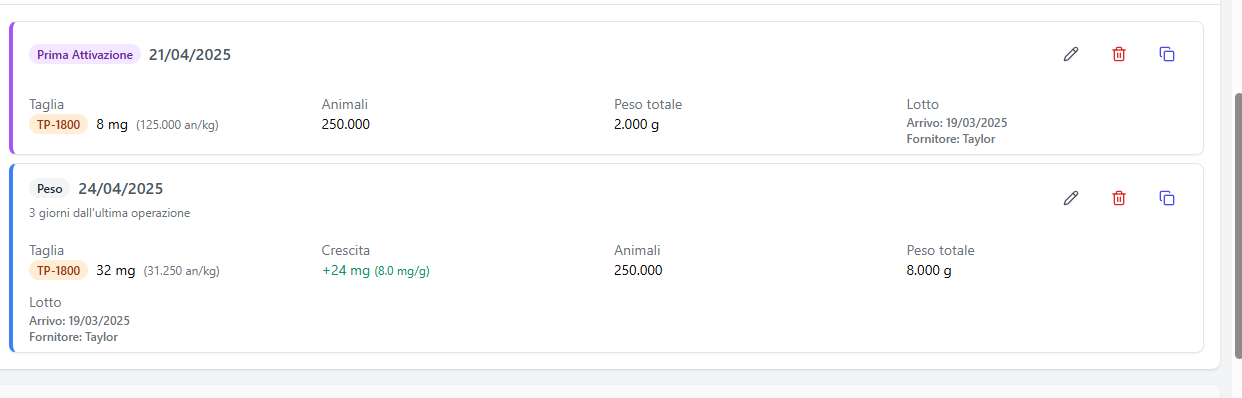 Prima Attivazione 21/04/2025
Taglia Animali Peso totale Lotto
TP-1800 8 mg (125.000 an/kg) 250.000 2.000 g Arrivo: 19/03/2025
Fornitore: Taylor
Peso 24/04/2025
3 giorni dall'ultima operazione
Taglia Crescita Animali Peso totale
TP-1800 32 mg (31.250 an/kg) +24 mg (8.0 mg/g) 250.000 8.000 g
Lotto
Arrivo: 19/03/2025
Fornitore: Taylor